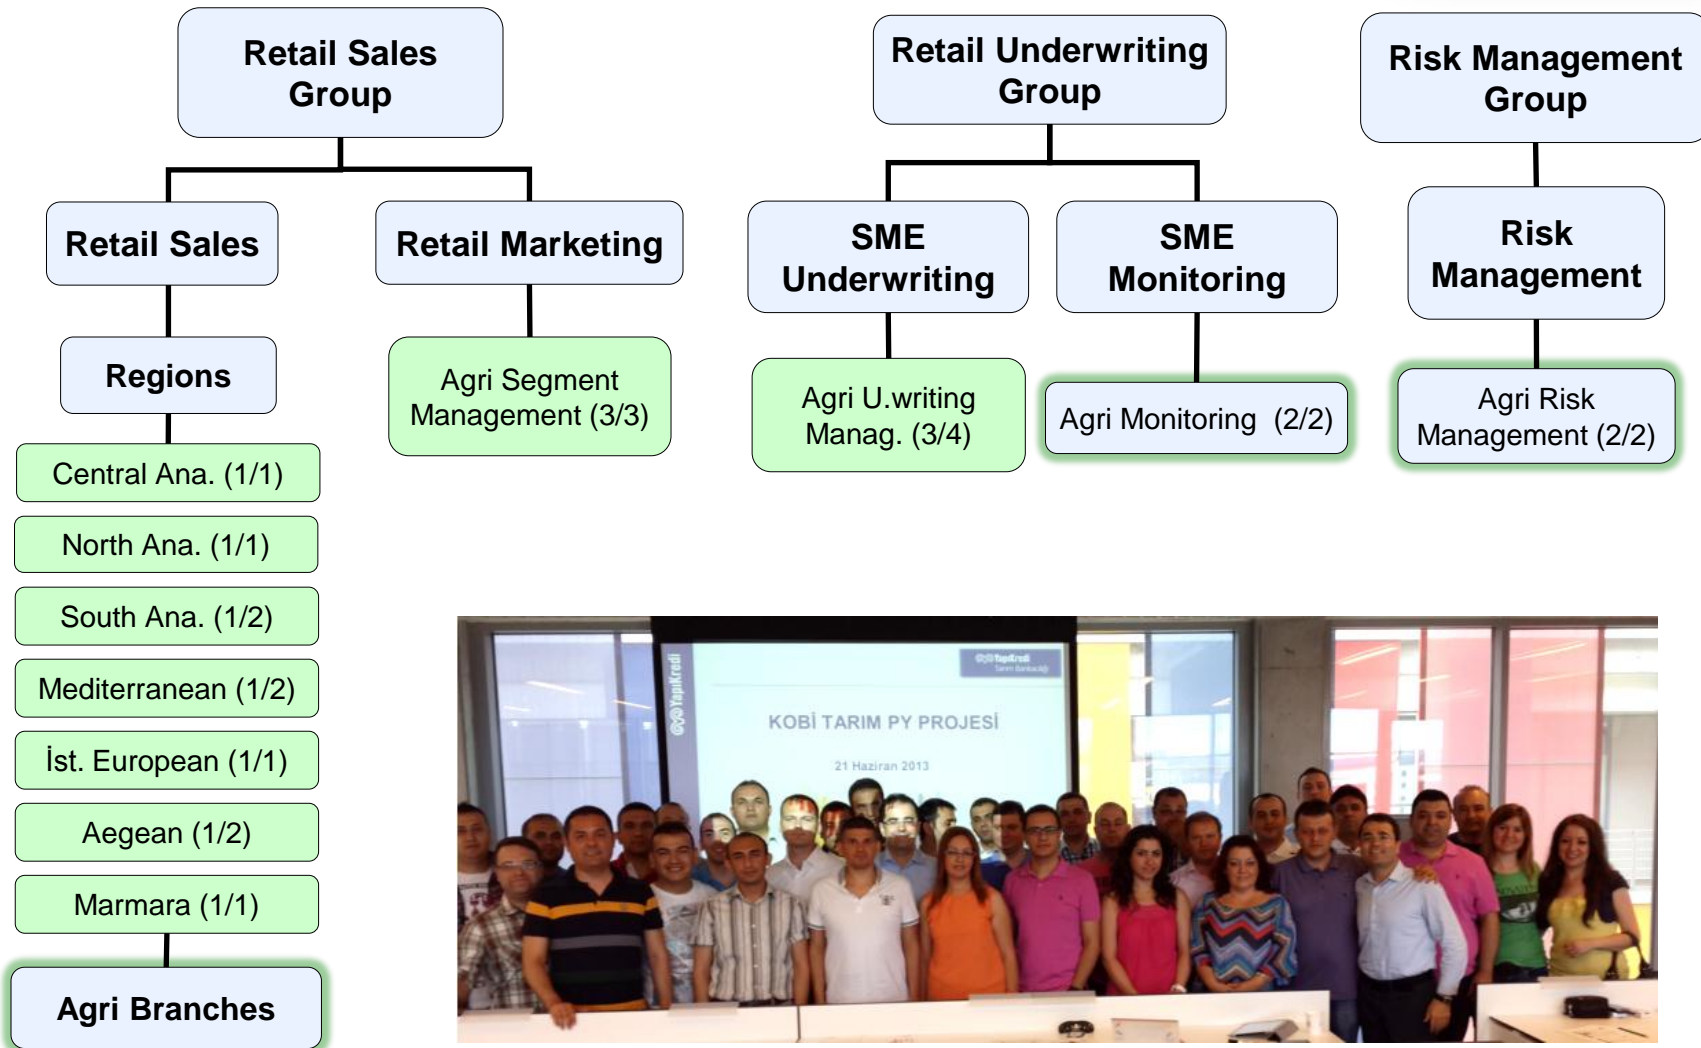 Retail Sales
Group
Retail Underwriting
Group
Risk Management
Group
Retail Sales
Retail Marketing
SME
Underwriting
SME
Monitoring
Risk
Management
Regions
Agri Segment
Management (3/3)
Agri U.writing
Manag. (3/4)
Agri Monitoring (2/2)
Agri Risk
Management (2/2)
Central Ana. (1/1)
North Ana. (1/1)
South Ana. (1/2)
Mediterranean (1/2)
İst. European (1/1)
Aegean (1/2)
Marmara (1/1)
Agri Branches
YapıKredi
YapıKredi
Tarım Bankacılığı
KOBİ TARIM PY PROJESİ
21 Haziran 2013